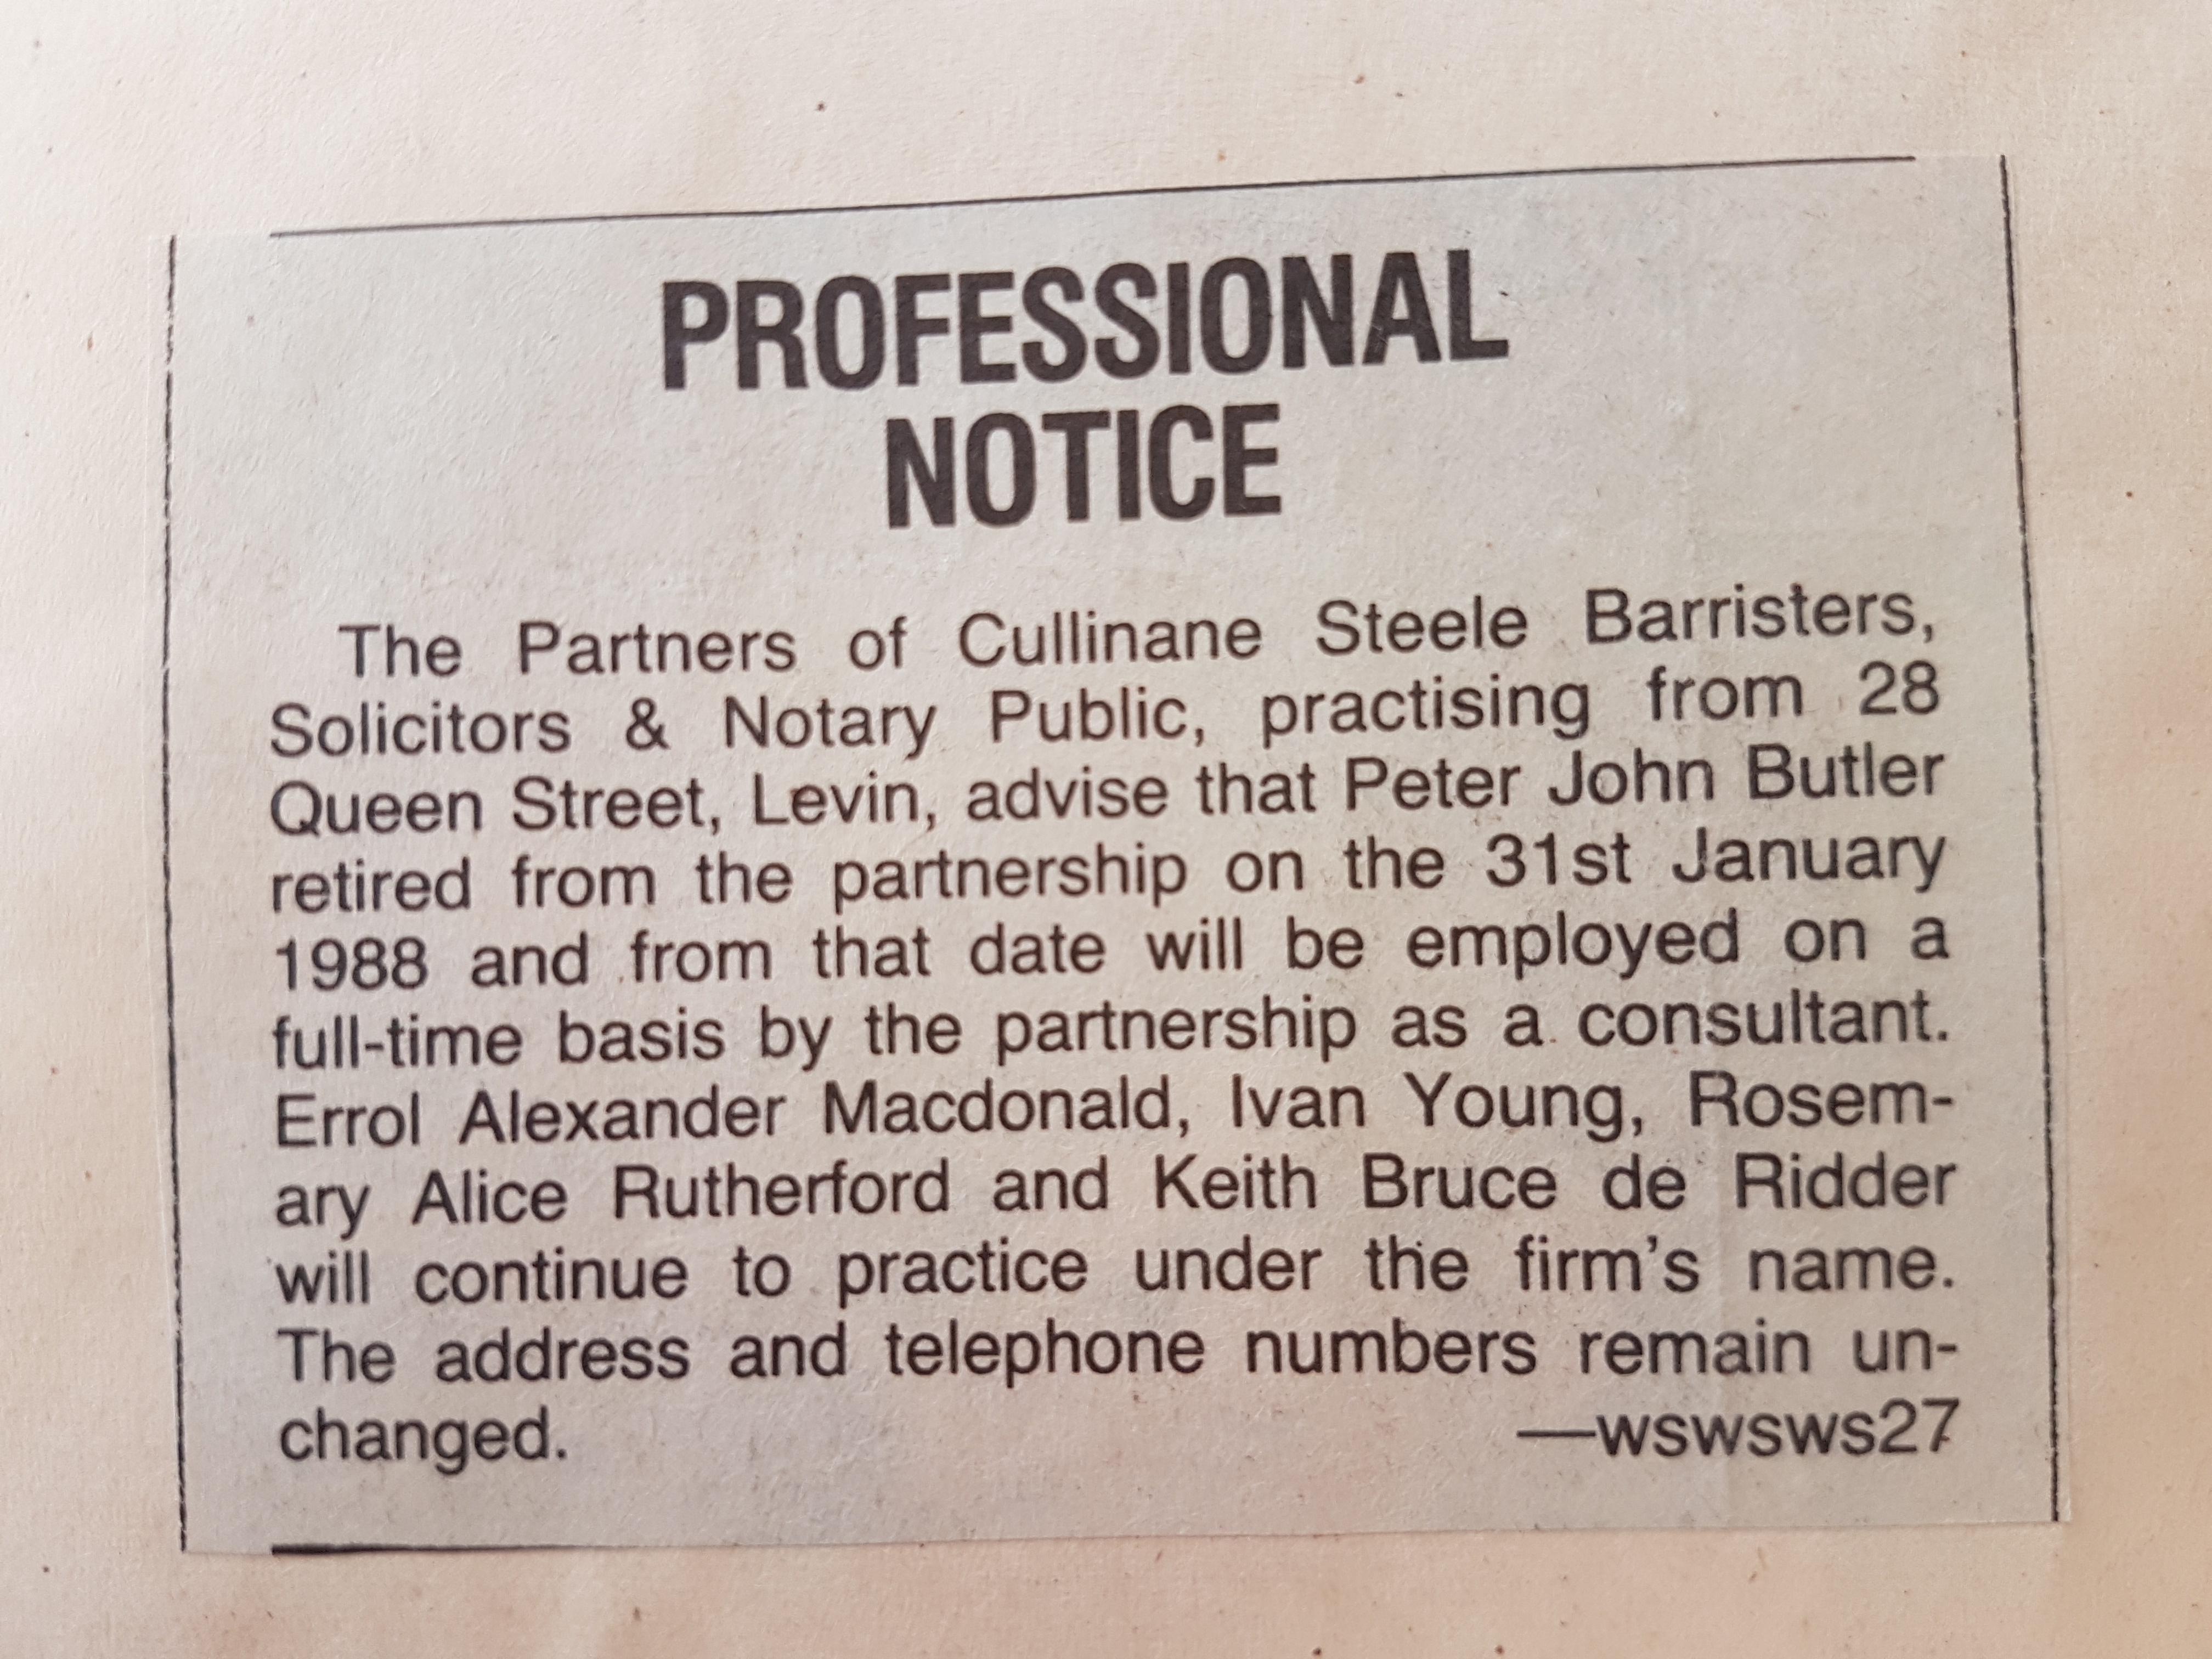 PROFESSIONAL
NOTICE
The Partners of Cullinane Steele Barristers,
Solicitors & Notary Public, practising from 28
Queen Street, Levin, advise that Peter John Butler
retired from the partnership on the 31st January
1988 and from that date will be employed on a
full-time basis by the partnership as a consultant.
Errol Alexander Macdonald, Ivan Young, Rosem-
ary Alice Rutherford and Keith Bruce de Ridder
will continue to practice under the firm's name.
The address and telephone numbers remain un-
changed. —wswsws27